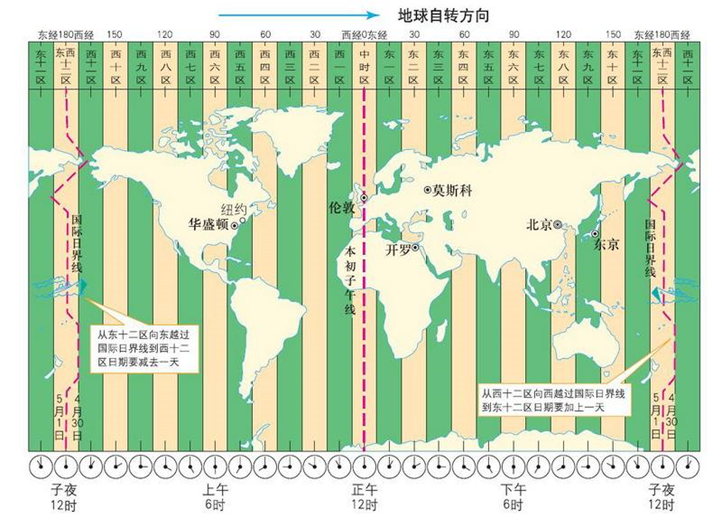 地球自转方向
东经180西经 150 120 90 60 30 西经0东经 30 60 90 120 150 东经180西经
东十一区 东西十二区 西十一区 西十区 西九区 西八区 西七区 西六区 西五区 西四区 西三区 西二区 西一区 中时区 东一区 东二区 东三区 东四区 东五区 东六区 东七区 东八区 东九区 东十区 东十一区 东西十二区 西十一区
莫斯科
纽约
伦敦
华盛顿
北京
东京
开罗
国际日界线
本初子午线
国际日界线
从东十二区向东越过
国际日界线到西十二
区日期要减去一天
从西十二区向西越过国际日界线
到东十二区日期要加上一天
5月1日
4月30日
5月1日
4月30日
子夜 上午 正午 下午 子夜
12时 6时 12时 6时 12时